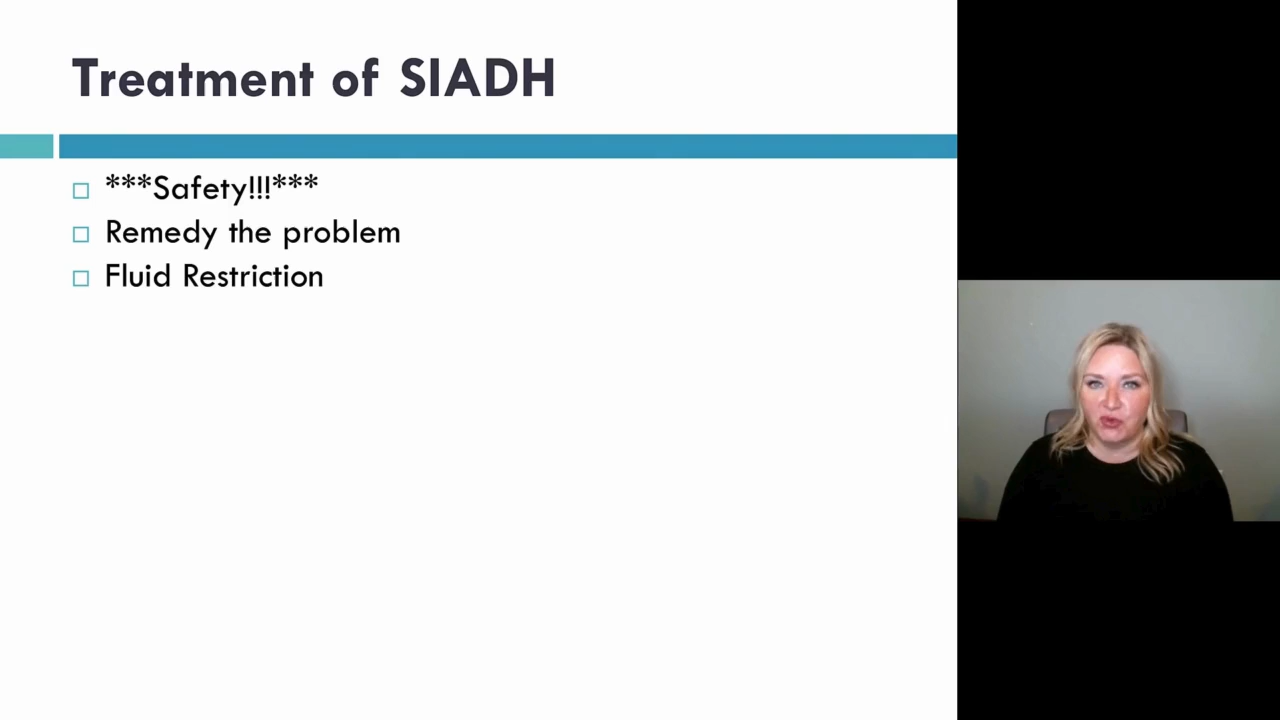 Treatment of SIADH
***Safety!!!***
Remedy the problem
Fluid Restriction